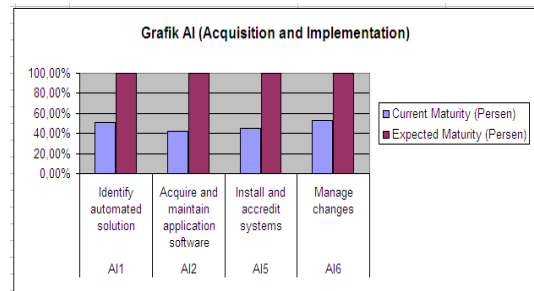 Grafik AI (Acquisition and Implementation)
100,00%
80,00%
60,00%
40,00%
20,00%
0,00%
Identify automated solution
Acquire and maintain application software
Install and accredit systems
Manage changes
AI1
AI2
AI5
AI6
Current Maturity (Persen)
Expected Maturity (Persen)